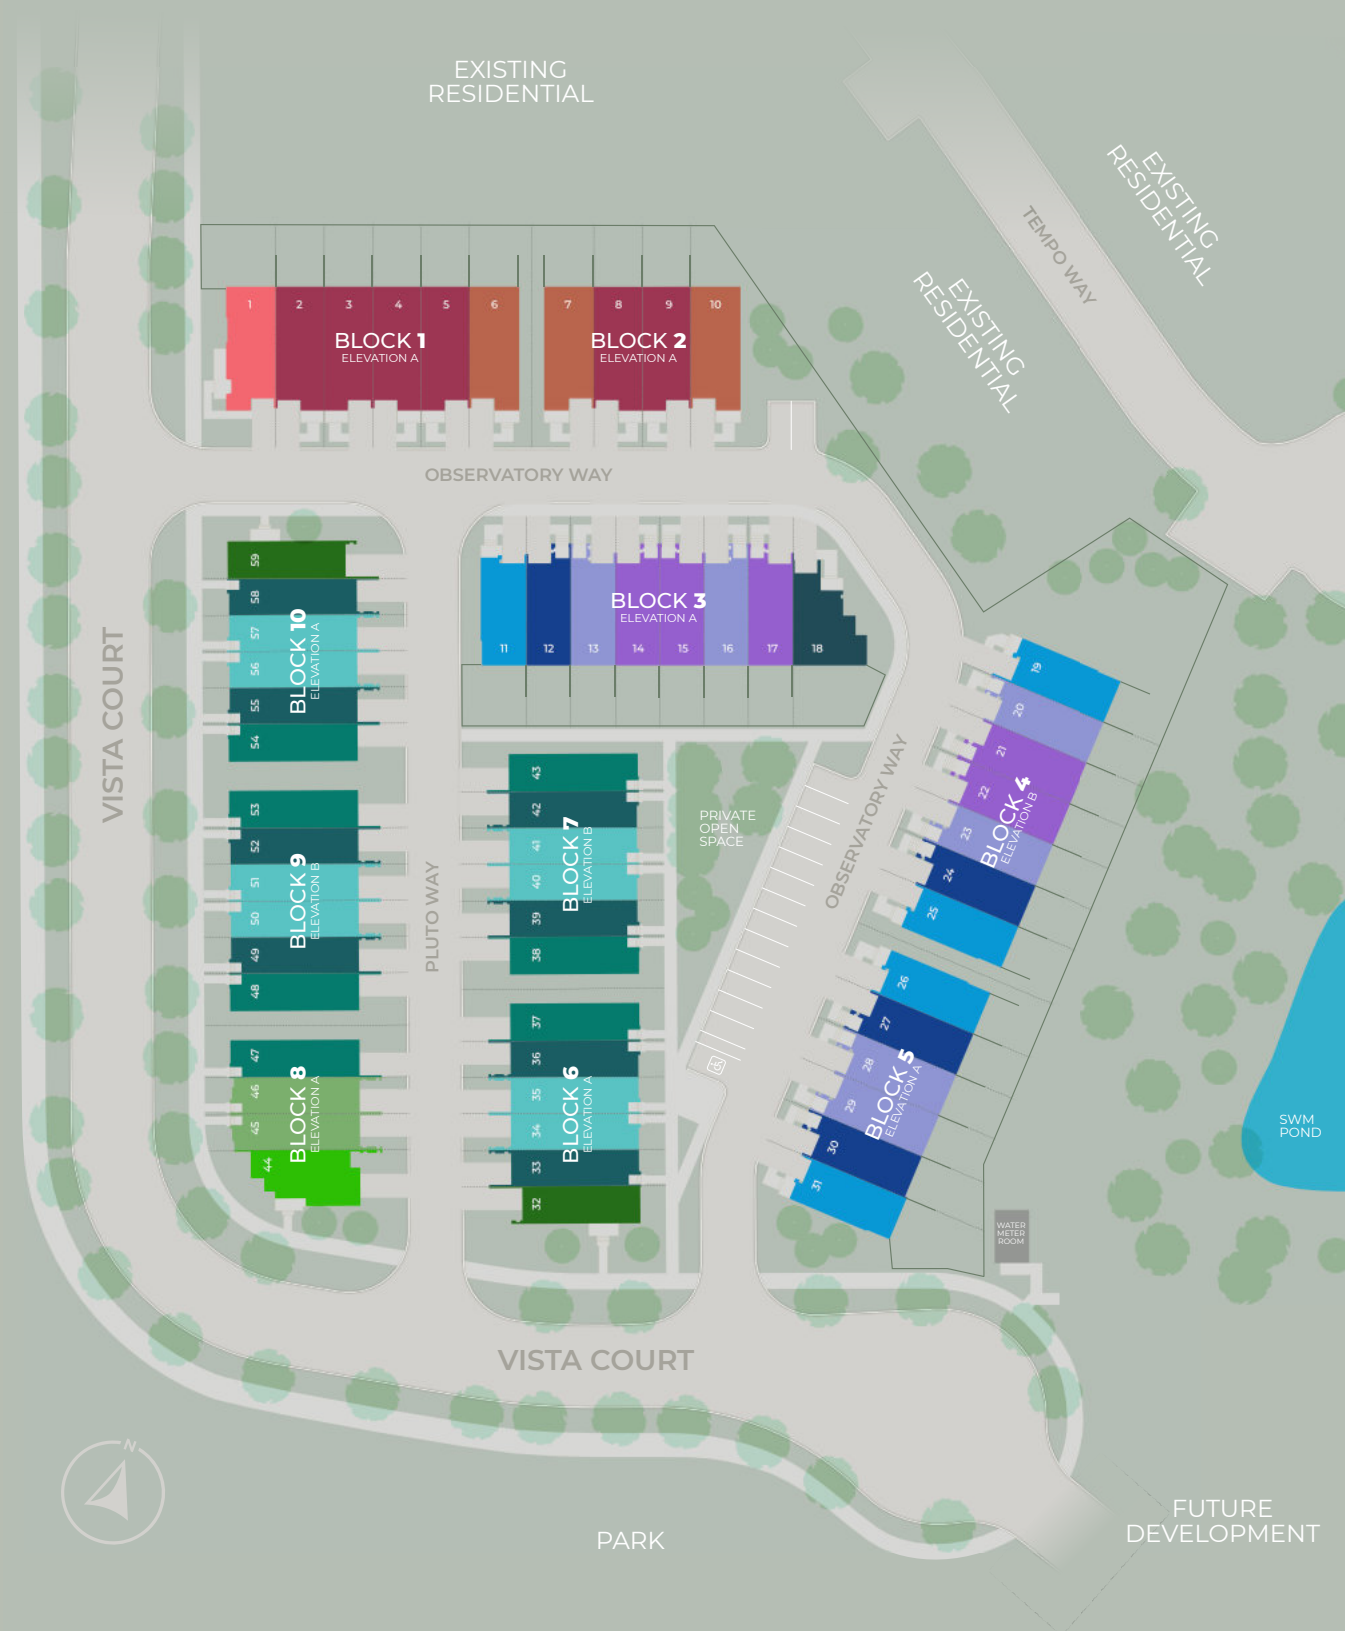 EXISTING
RESIDENTIAL
EXISTING
RESIDENTIAL
TEMPO WAY
EXISTING
RESIDENTIAL
1
2
3
4
5
6
BLOCK 1
ELEVATION A
7
8
9
10
BLOCK 2
ELEVATION A
OBSERVATORY WAY
BLOCK 3
ELEVATION A
11
12
13
14
15
16
17
18
59
58
57
56
55
54
BLOCK 10
ELEVATION A
VISTA COURT
53
52
51
50
49
48
BLOCK 9
ELEVATION B
PLUTO WAY
47
46
45
44
BLOCK 8
ELEVATION A
43
42
41
40
39
38
BLOCK 7
ELEVATION B
37
36
35
34
33
32
BLOCK 6
ELEVATION A
PRIVATE
OPEN
SPACE
OBSERVATORY WAY
19
20
21
22
23
24
25
BLOCK 4
ELEVATION B
26
27
28
29
30
31
BLOCK 5
ELEVATION A
SWM
POND
WATER
METER
ROOM
VISTA COURT
N
PARK
FUTURE
DEVELOPMENT